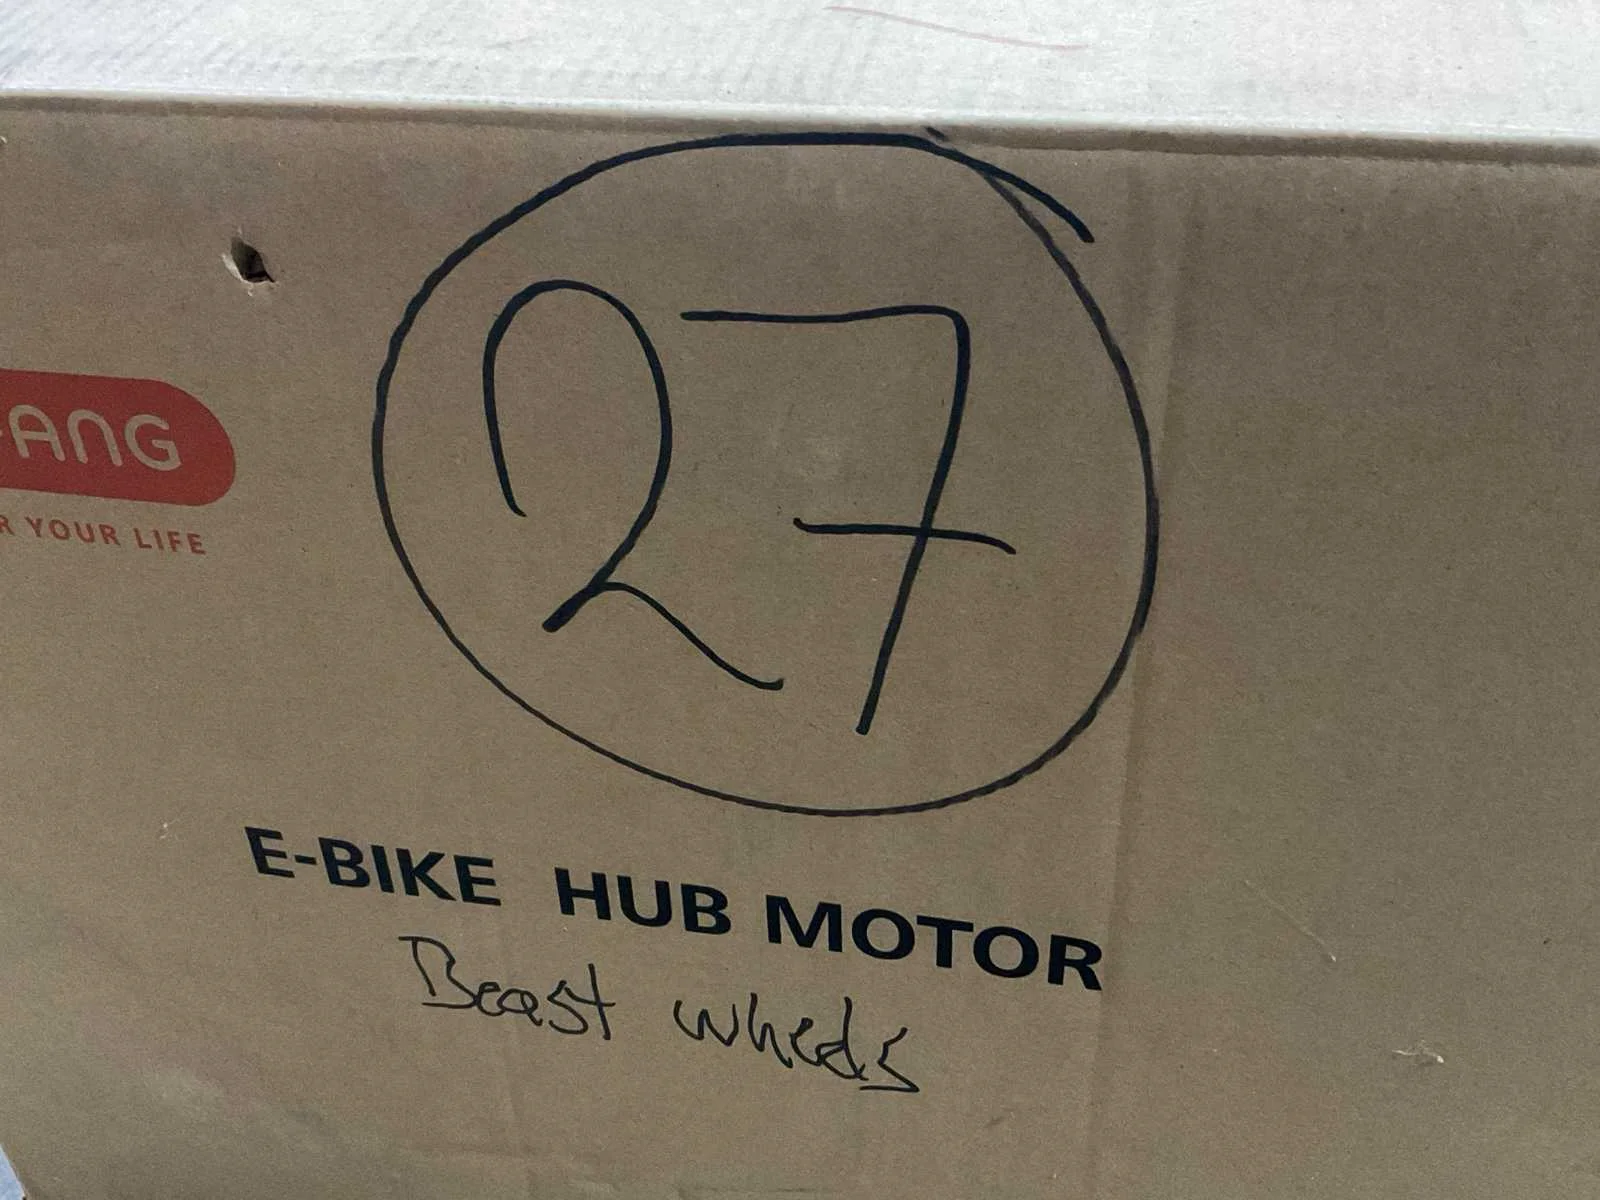 27
ANG
R YOUR LIFE
E-BIKE HUB MOTOR
Beast wheels